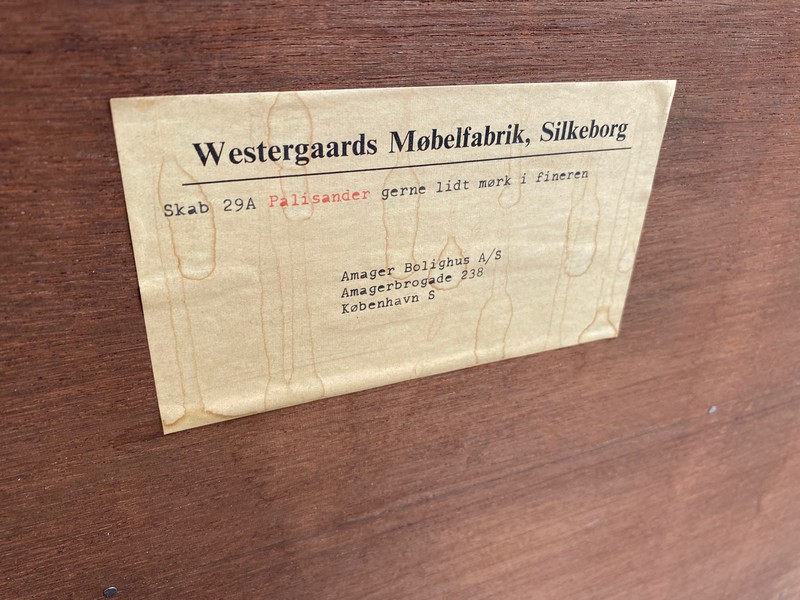 Westergaards Møbelfabrik, Silkeborg
Skab 29A Palisander gerne lidt mørk i fineren
Amager Bolighus A/S
Amagerbrogade 238
København S